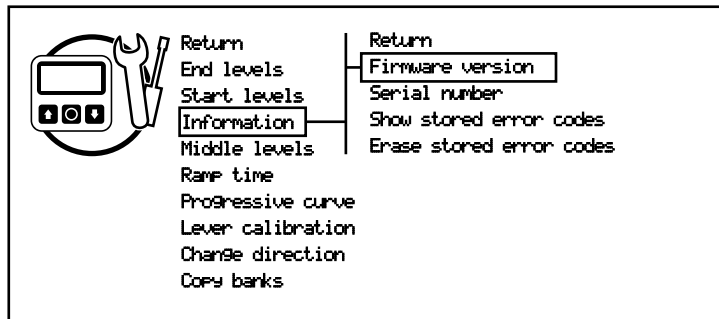 Return
End levels
Start levels
Information
Middle levels
Ramp time
Progressive curve
Lever calibration
Change direction
Copy banks
Return
Firmware version
Serial number
Show stored error codes
Erase stored error codes